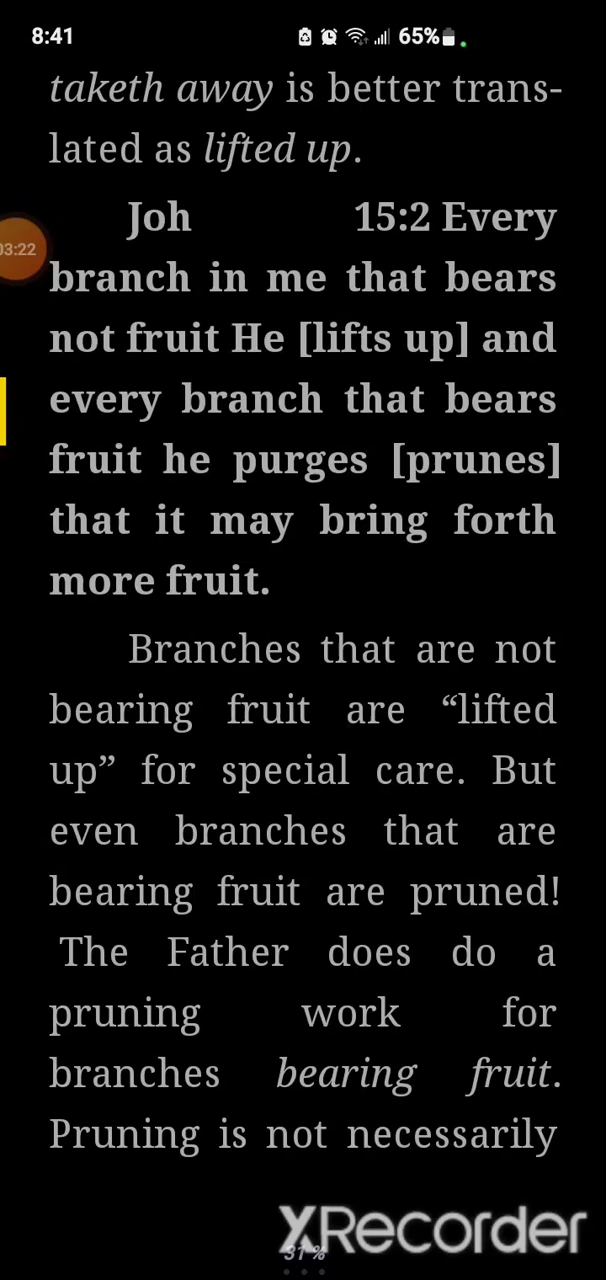 8:41 65%
taketh away is better trans-
lated as lifted up.
Joh 15:2 Every
03:22
branch in me that bears
not fruit He [lifts up] and
every branch that bears
fruit he purges [prunes]
that it may bring forth
more fruit.
Branches that are not
bearing fruit are “lifted
up” for special care. But
even branches that are
bearing fruit are pruned!
The Father does do a
pruning work for
branches bearing fruit.
Pruning is not necessarily
XRecorder
31%